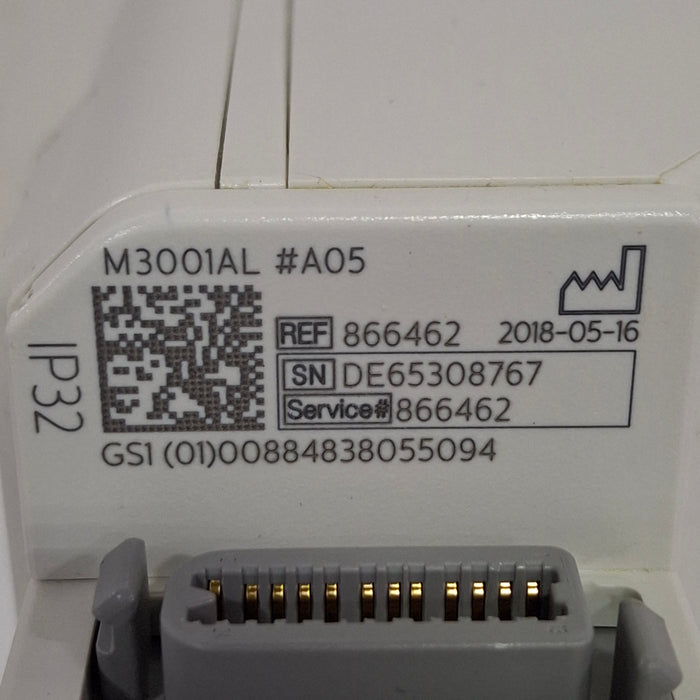 M3001AL #A05
IP32
REF 866462 2018-05-16
SN DE65308767
Service# 866462
GS1 (01)00884838055094